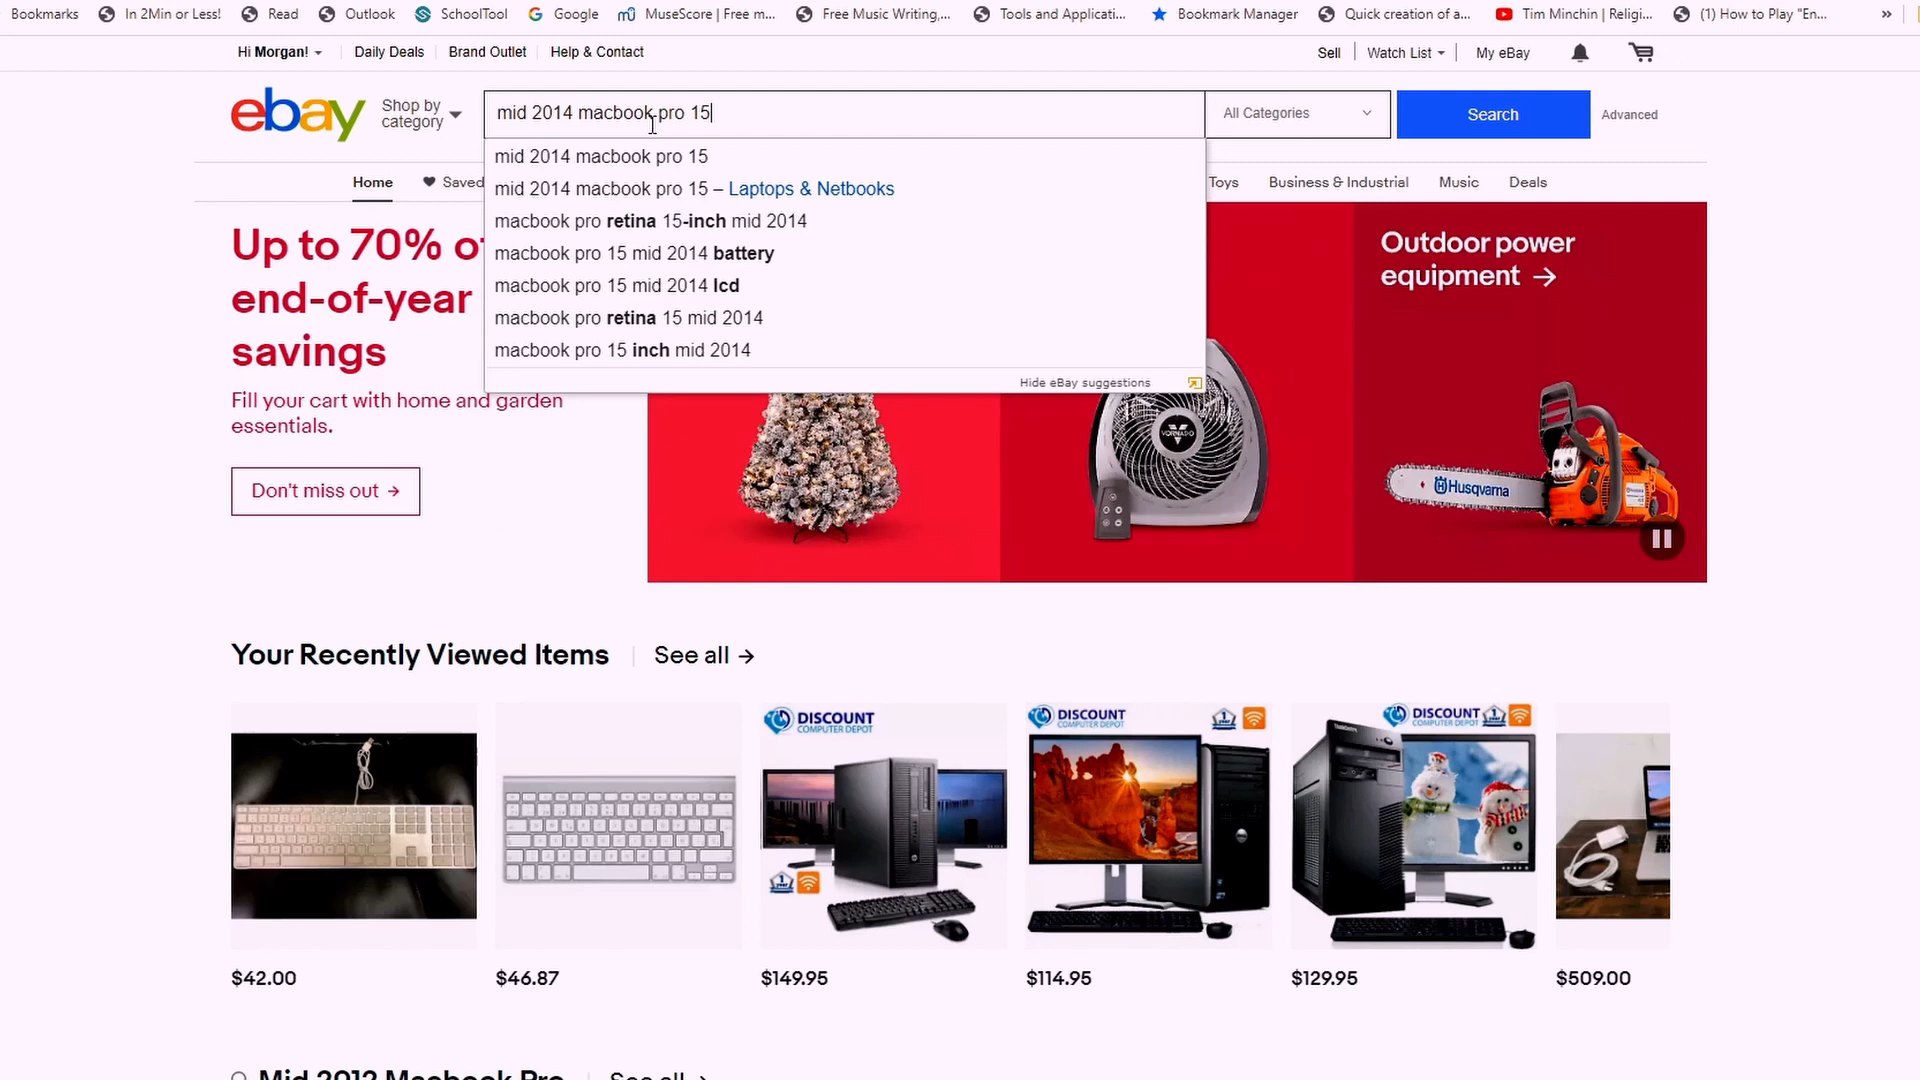 Bookmarks In 2Min or Less! Read Outlook SchoolTool Google MuseScore | Free m... Free Music Writing,... Tools and Applicati... Bookmark Manager Quick creation of a... Tim Minchin | Religi... (1) How to Play "En... »
Hi Morgan! Daily Deals Brand Outlet Help & Contact Sell Watch List My eBay
ebay Shop by category mid 2014 macbook pro 15 All Categories Search Advanced
mid 2014 macbook pro 15
Home Saved mid 2014 macbook pro 15 – Laptops & Netbooks Toys Business & Industrial Music Deals
macbook pro retina 15-inch mid 2014
macbook pro 15 mid 2014 battery
macbook pro 15 mid 2014 lcd
macbook pro retina 15 mid 2014
macbook pro 15 inch mid 2014
Hide eBay suggestions
Up to 70%
end-of-year
savings
Fill your cart with home and garden
essentials.
Don't miss out →
VORNADO
Outdoor power
equipment →
Husqvarna
Your Recently Viewed Items See all →
DISCOUNT
COMPUTER DEPOT
DISCOUNT
COMPUTER DEPOT
DISCOUNT
COMPUTER DEPOT
$42.00 $46.87 $149.95 $114.95 $129.95 $509.00
Mid 2012 Macbook Pro See all